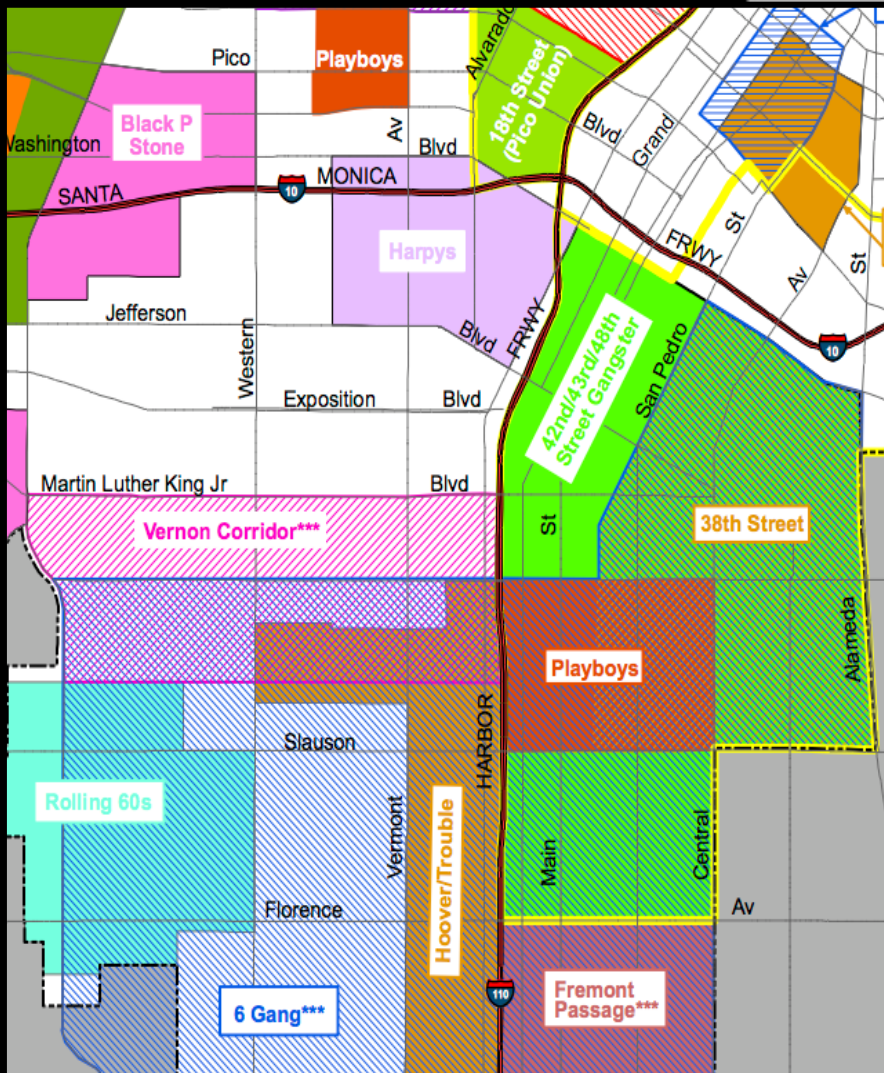 Pico
Playboys
Av
Alvarado
18th Street
(Pico Union)
Black P
Stone
Washington
Blvd
Blvd
Grand
SANTA
10
MONICA
Harpys
FRWY
St
Av
St
Jefferson
Blvd
FRWY
10
Western
42nd/43rd/48th
Street Gangster
San Pedro
Exposition
Blvd
Martin Luther King Jr
Blvd
Vernon Corridor***
St
38th Street
Playboys
Alameda
Slauson
HARBOR
Rolling 60s
Vermont
Hoover/Trouble
Main
Central
Florence
Av
6 Gang***
110
Fremont
Passage***